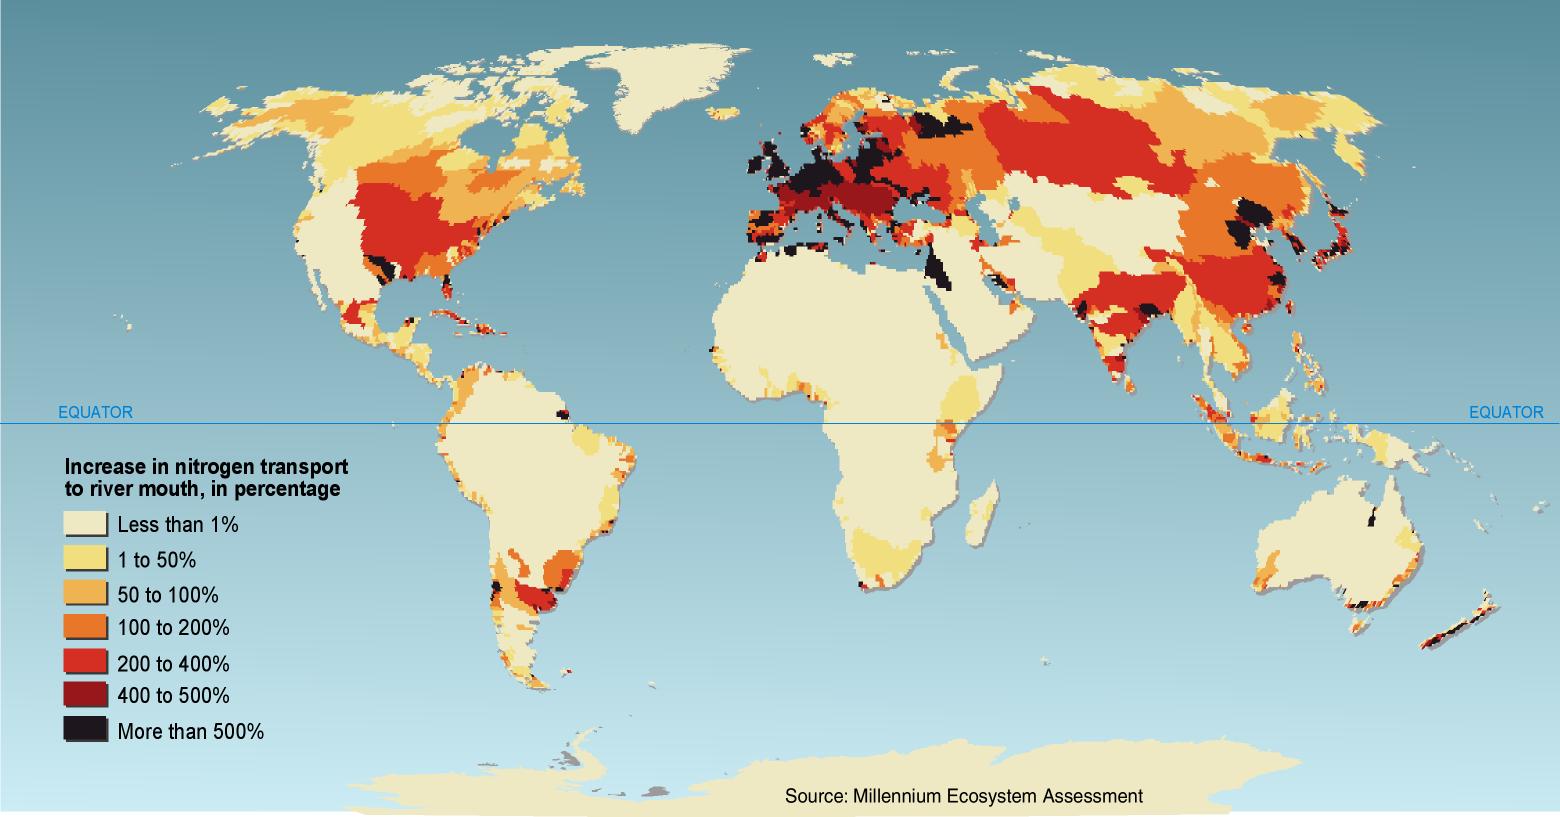 EQUATOR
EQUATOR
Increase in nitrogen transport
to river mouth, in percentage
Less than 1%
1 to 50%
50 to 100%
100 to 200%
200 to 400%
400 to 500%
More than 500%
Source: Millennium Ecosystem Assessment